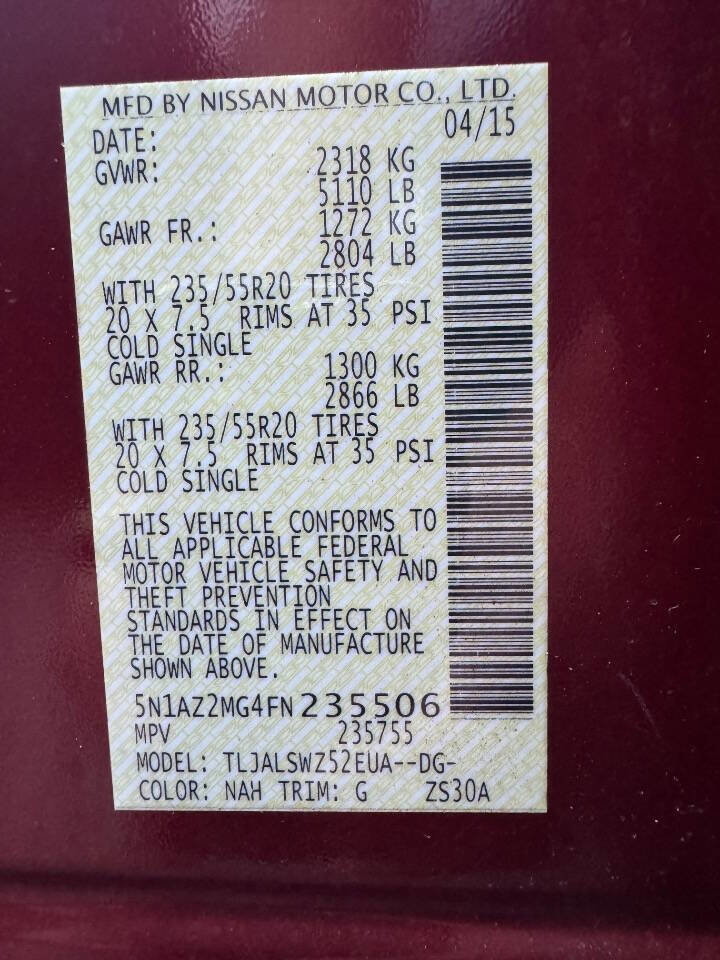 MFD BY NISSAN MOTOR CO., LTD.
DATE: 04/15
GVWR: 2318 KG
5110 LB
GAWR FR.: 1272 KG
2804 LB
WITH 235/55R20 TIRES
20 X 7.5 RIMS AT 35 PSI
COLD SINGLE
GAWR RR.: 1300 KG
2866 LB
WITH 235/55R20 TIRES
20 X 7.5 RIMS AT 35 PSI
COLD SINGLE
THIS VEHICLE CONFORMS TO
ALL APPLICABLE FEDERAL
MOTOR VEHICLE SAFETY AND
THEFT PREVENTION
STANDARDS IN EFFECT ON
THE DATE OF MANUFACTURE
SHOWN ABOVE.
5N1AZ2MG4FN235506
MPV 235755
MODEL: TLJALSWZ52EUA--DG-
COLOR: NAH TRIM: G ZS30A